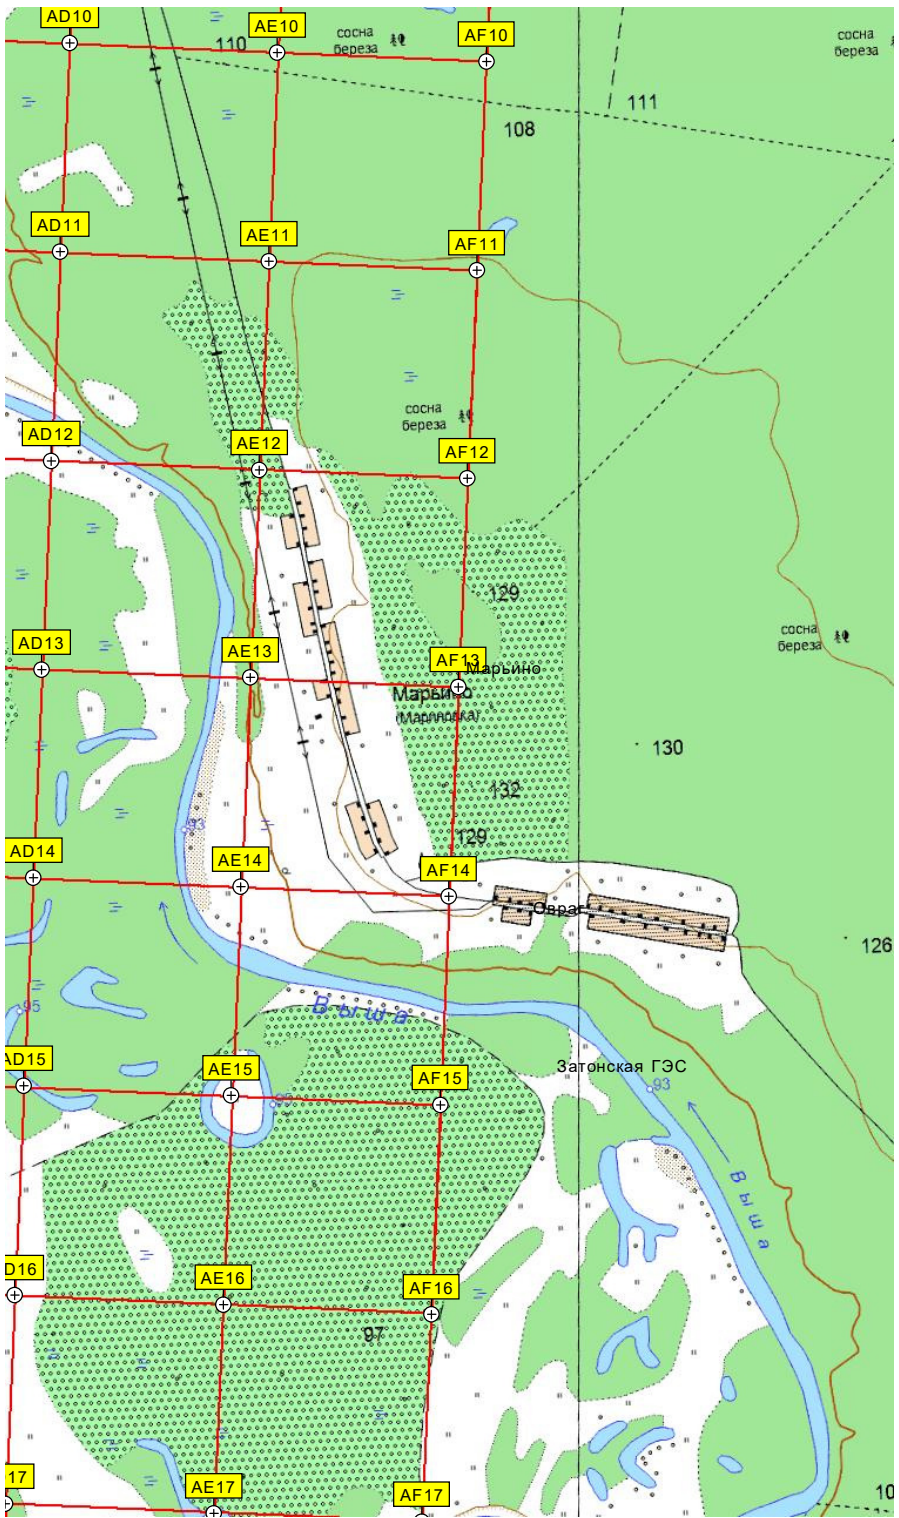 AD10
AE10
AF10
110
сосна
береза
сосна
береза
111
108
AD11
AE11
AF11
сосна
береза
AD12
AE12
AF12
129
сосна
береза
AD13
AE13
AF13
Марьино
Марьино
(Мариновка)
130
132
93
129
AD14
AE14
AF14
Р
Овраг
126
95
Выша
AD15
AE15
AF15
Затонская ГЭС
93
95
Выша
D16
AE16
AF16
97
17
AE17
AF17
10